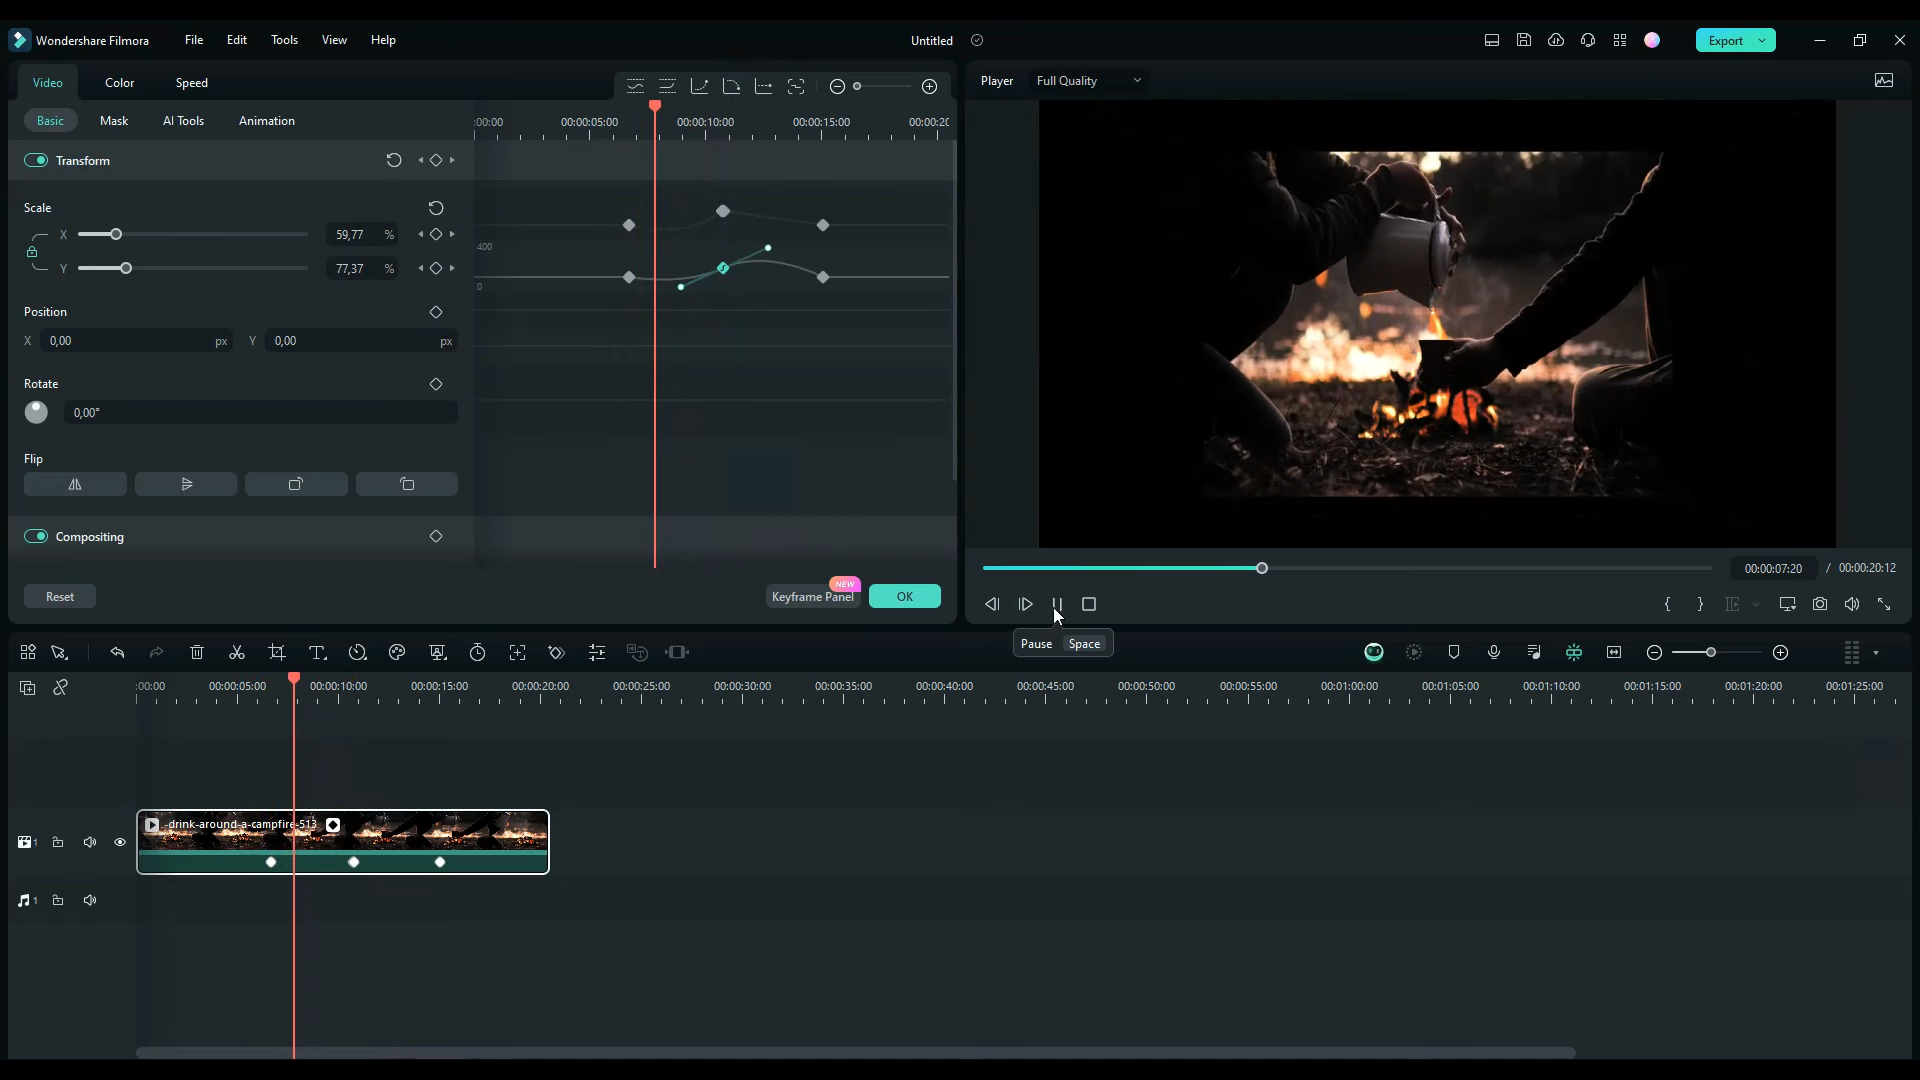 Wondershare Filmora File Edit Tools View Help Untitled Export
Video Color Speed
Basic Mask AI Tools Animation
:00:00 00:00:05:00 00:00:10:00 00:00:15:00 00:00:20
Transform
Scale
X 59,77 %
Y 77,37 %
400
0
Position
X 0,00 px Y 0,00 px
Rotate
0,00°
Flip
Compositing
Reset
NEW
Keyframe Panel
OK
Player Full Quality
00:00:07:20 / 00:00:20:12
Pause Space
:00:00 00:00:05:00 00:00:10:00 00:00:15:00 00:00:20:00 00:00:25:00 00:00:30:00 00:00:35:00 00:00:40:00 00:00:45:00 00:00:50:00 00:00:55:00 00:01:00:00 00:01:05:00 00:01:10:00 00:01:15:00 00:01:20:00 00:01:25:00
-drink-around-a-campfire-513
1
1